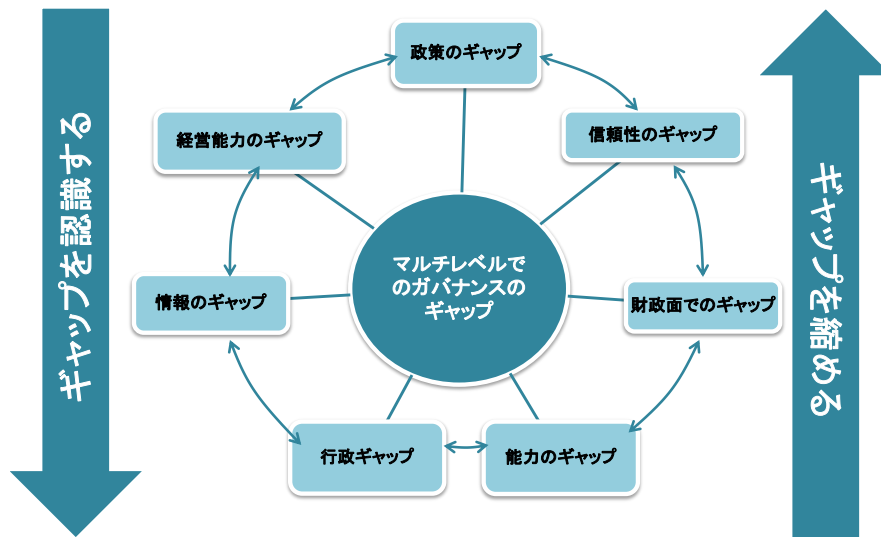 政策のギャップ
経営能力のギャップ
信頼性のギャップ
ギャップを認識する
マルチレベルで
のガバナンスの
ギャップ
ギャップを縮める
情報のギャップ
財政面でのギャップ
行政ギャップ
能力のギャップ